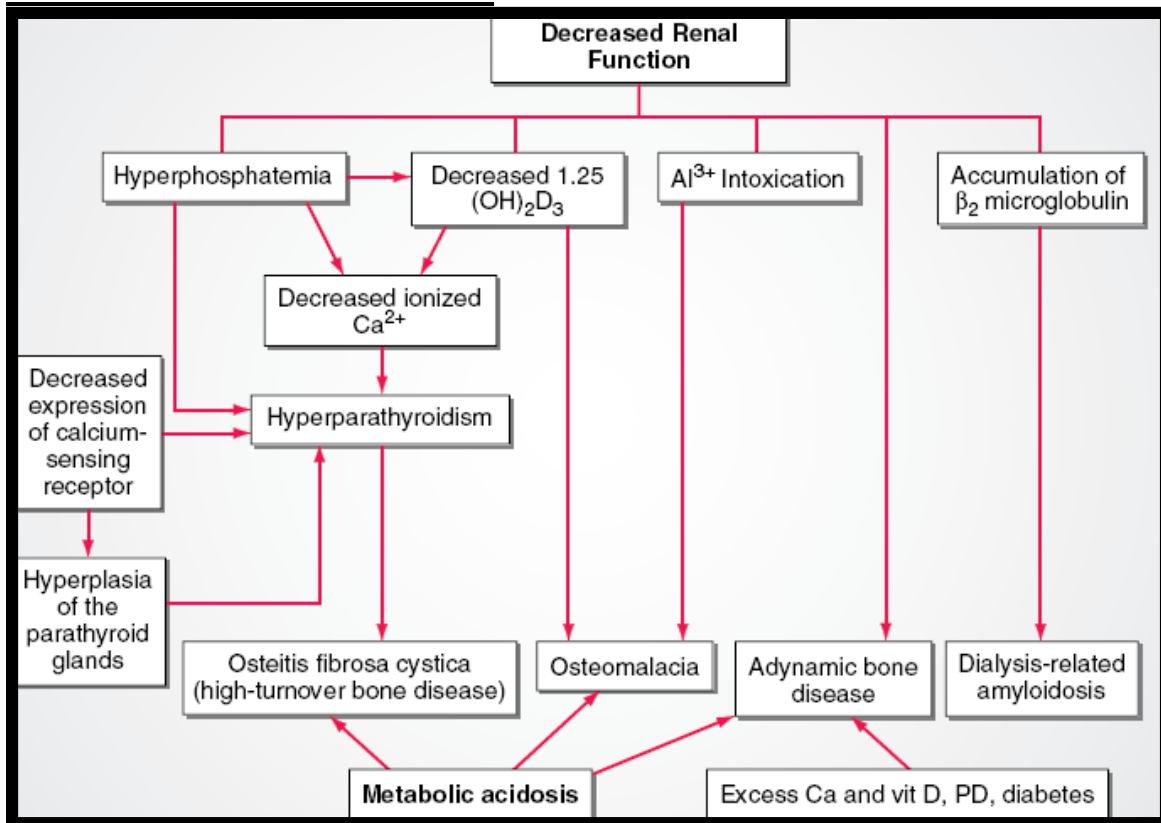 Decreased Renal
Function
Hyperphosphatemia
Decreased 1.25
(OH)₂D₃
Al³⁺ Intoxication
Accumulation of
β₂ microglobulin
Decreased ionized
Ca²⁺
Decreased
expression
of calcium-
sensing
receptor
Hyperparathyroidism
Hyperplasia
of the
parathyroid
glands
Osteitis fibrosa cystica
(high-turnover bone disease)
Osteomalacia
Adynamic bone
disease
Dialysis-related
amyloidosis
Metabolic acidosis
Excess Ca and vit D, PD, diabetes